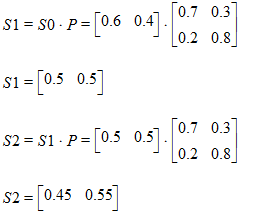 S1 = S0 · P = [0.6 0.4] · [0.7 0.3
0.2 0.8]
S1 = [0.5 0.5]
S2 = S1 · P = [0.5 0.5] · [0.7 0.3
0.2 0.8]
S2 = [0.45 0.55]